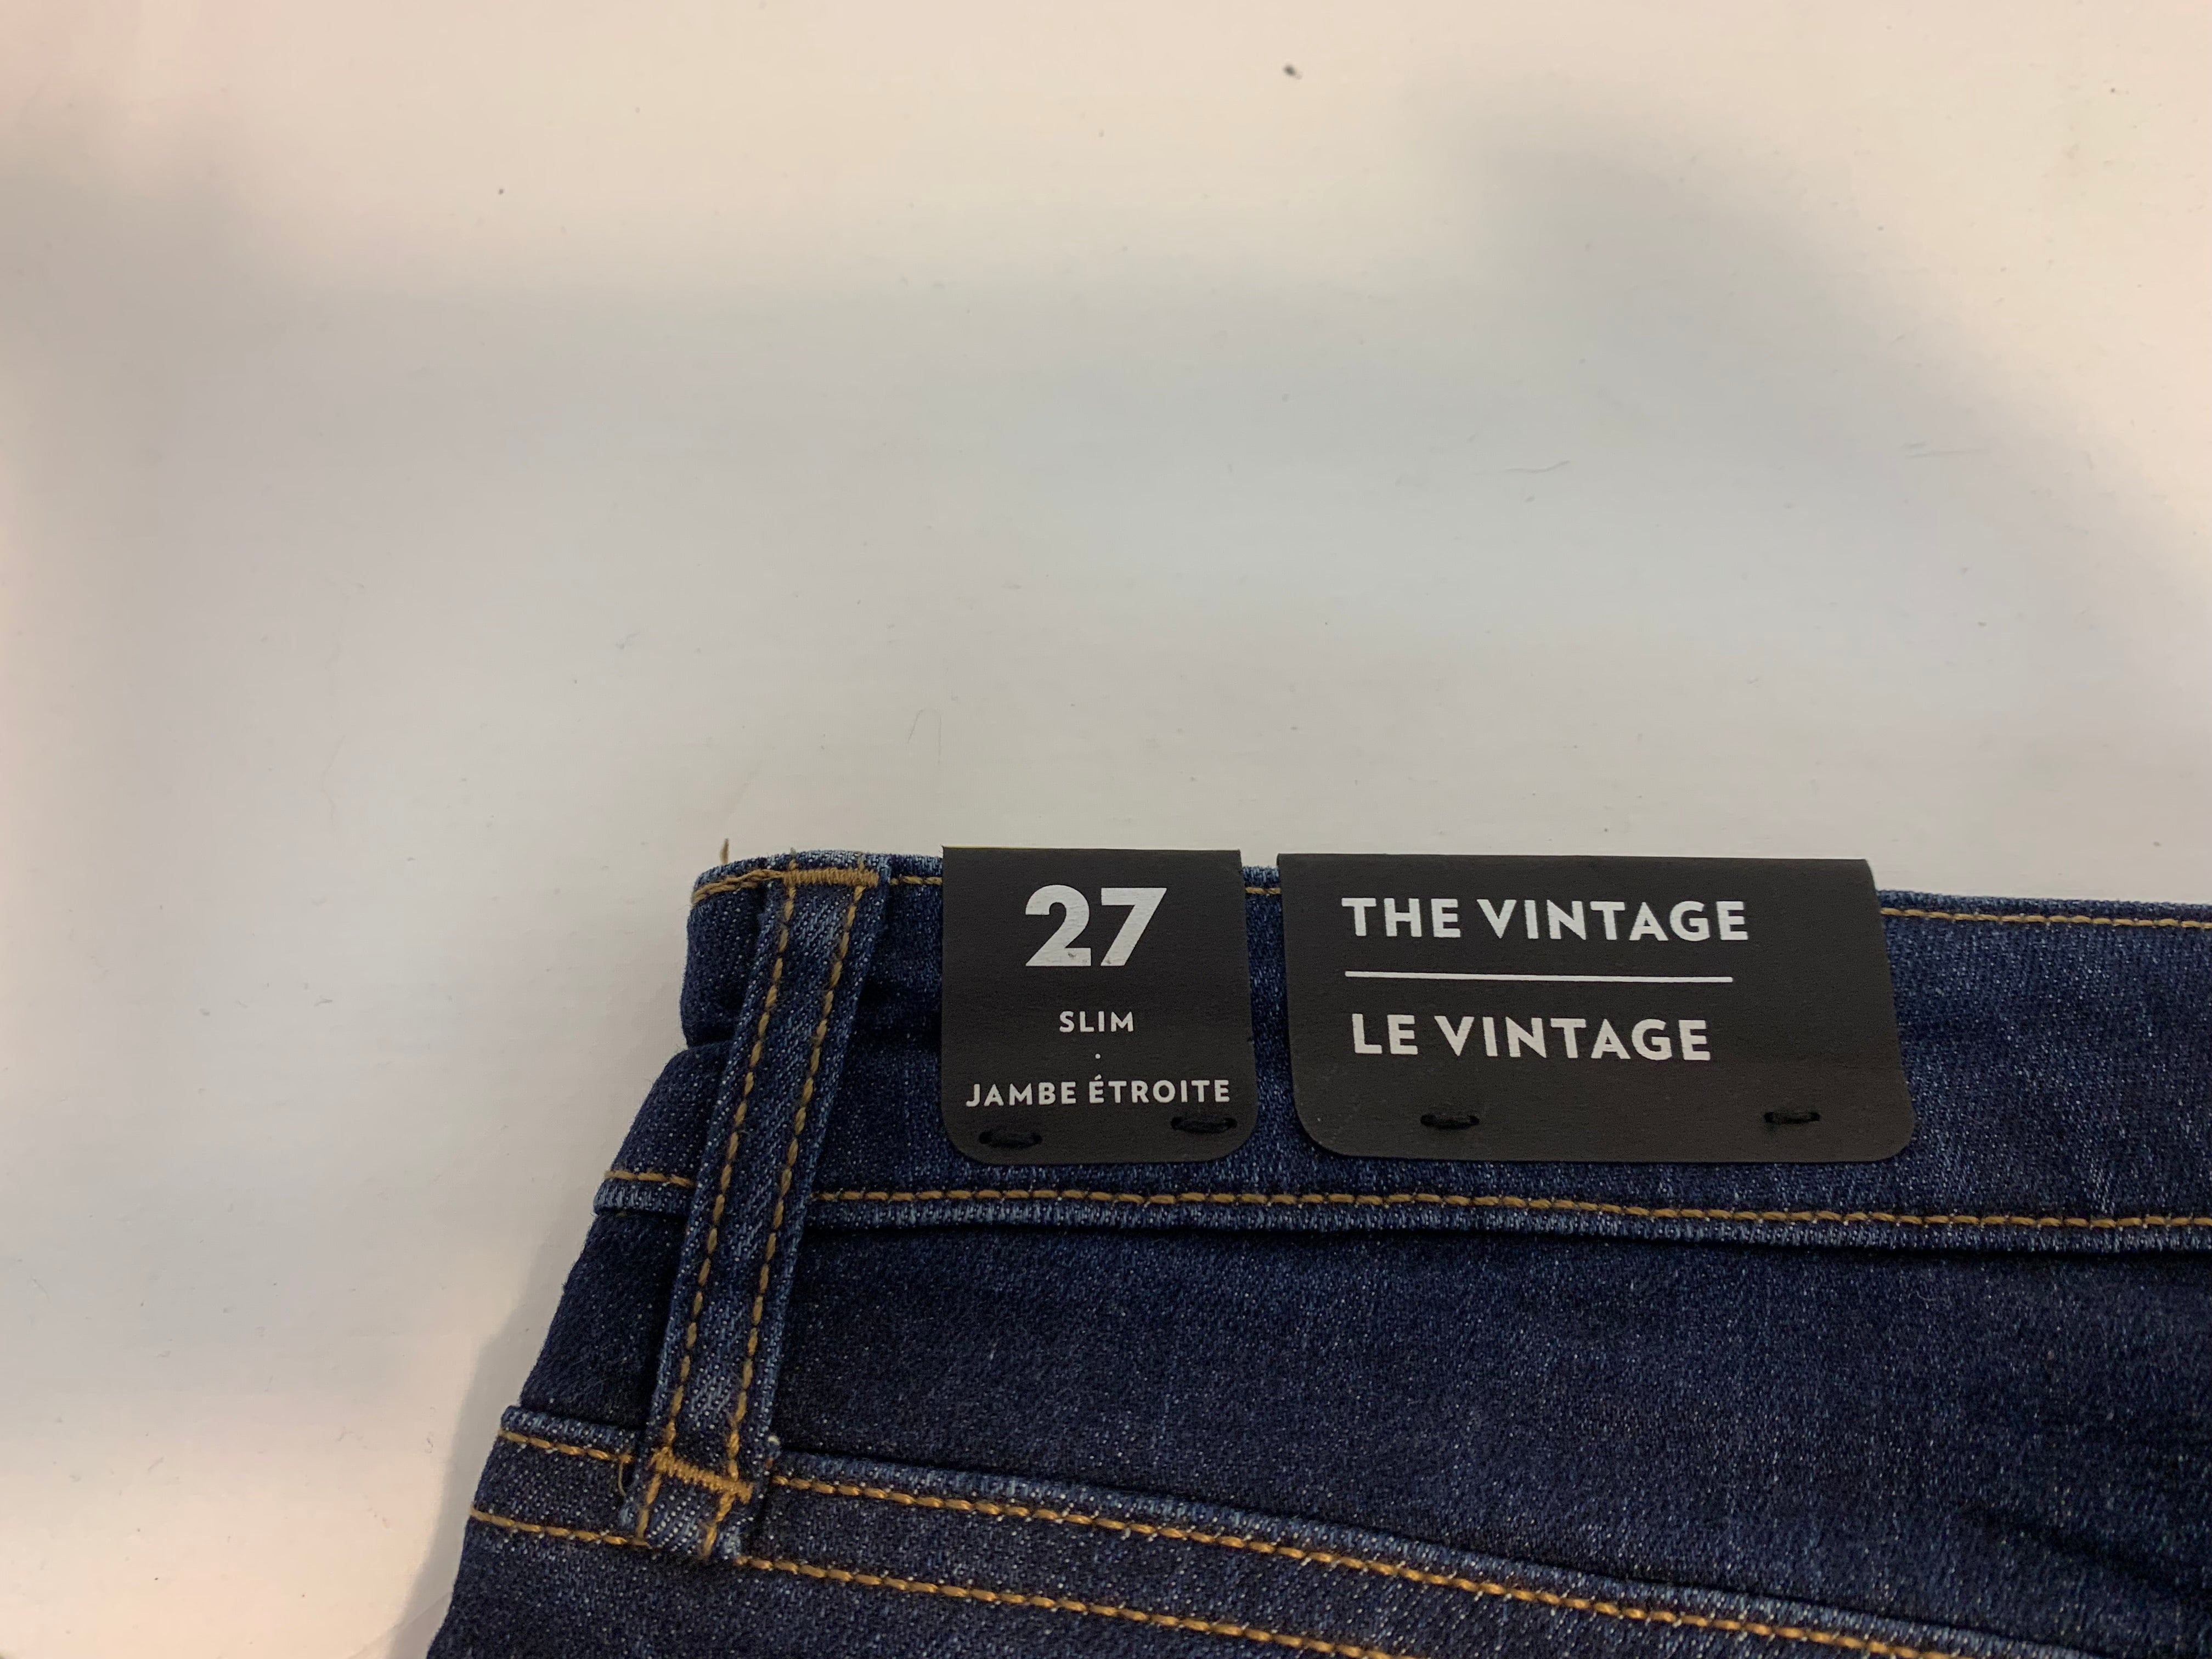 27
SLIM
·
JAMBE ÉTROITE
THE VINTAGE
LE VINTAGE